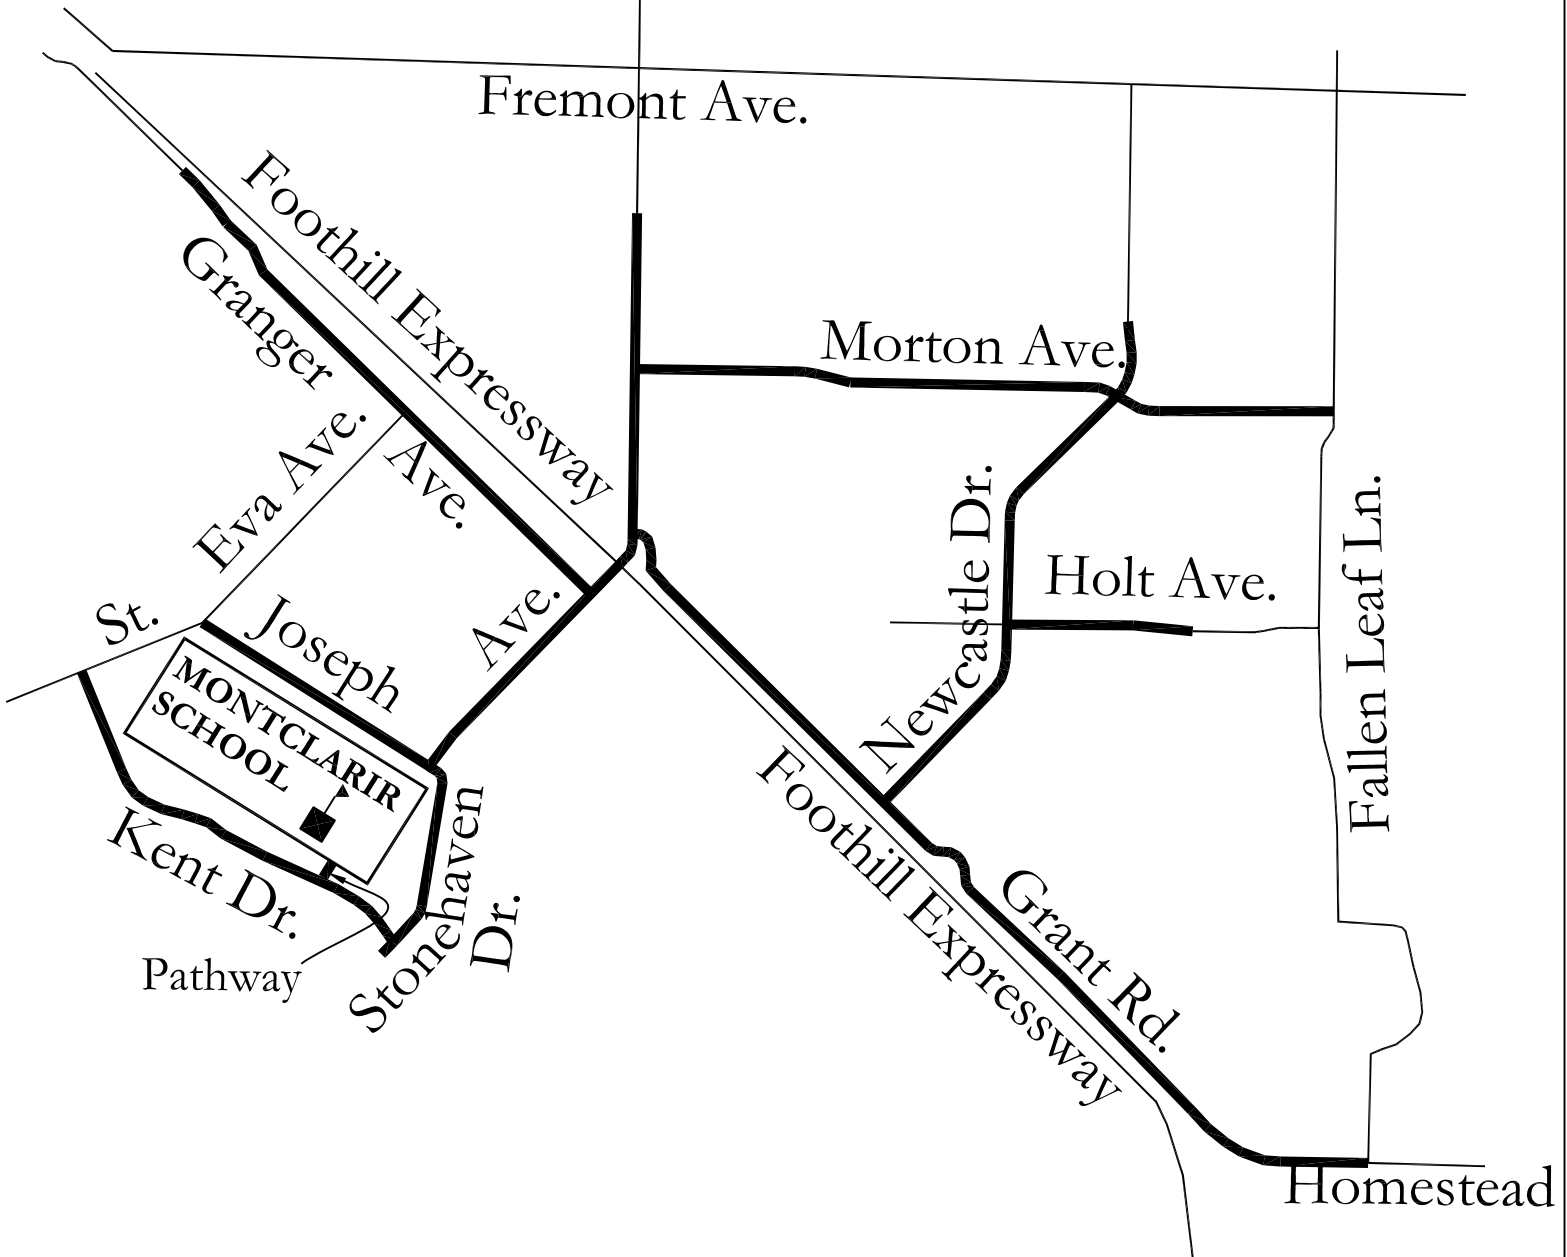 Fremont Ave.
Foothill Expressway
Granger Ave.
Morton Ave.
Eva Ave.
Newcastle Dr.
Holt Ave.
Fallen Leaf Ln.
St. Joseph Ave.
MONTCLARIR
SCHOOL
Kent Dr.
Pathway
Stonehaven
Dr.
Foothill Expressway
Grant Rd.
Homestead